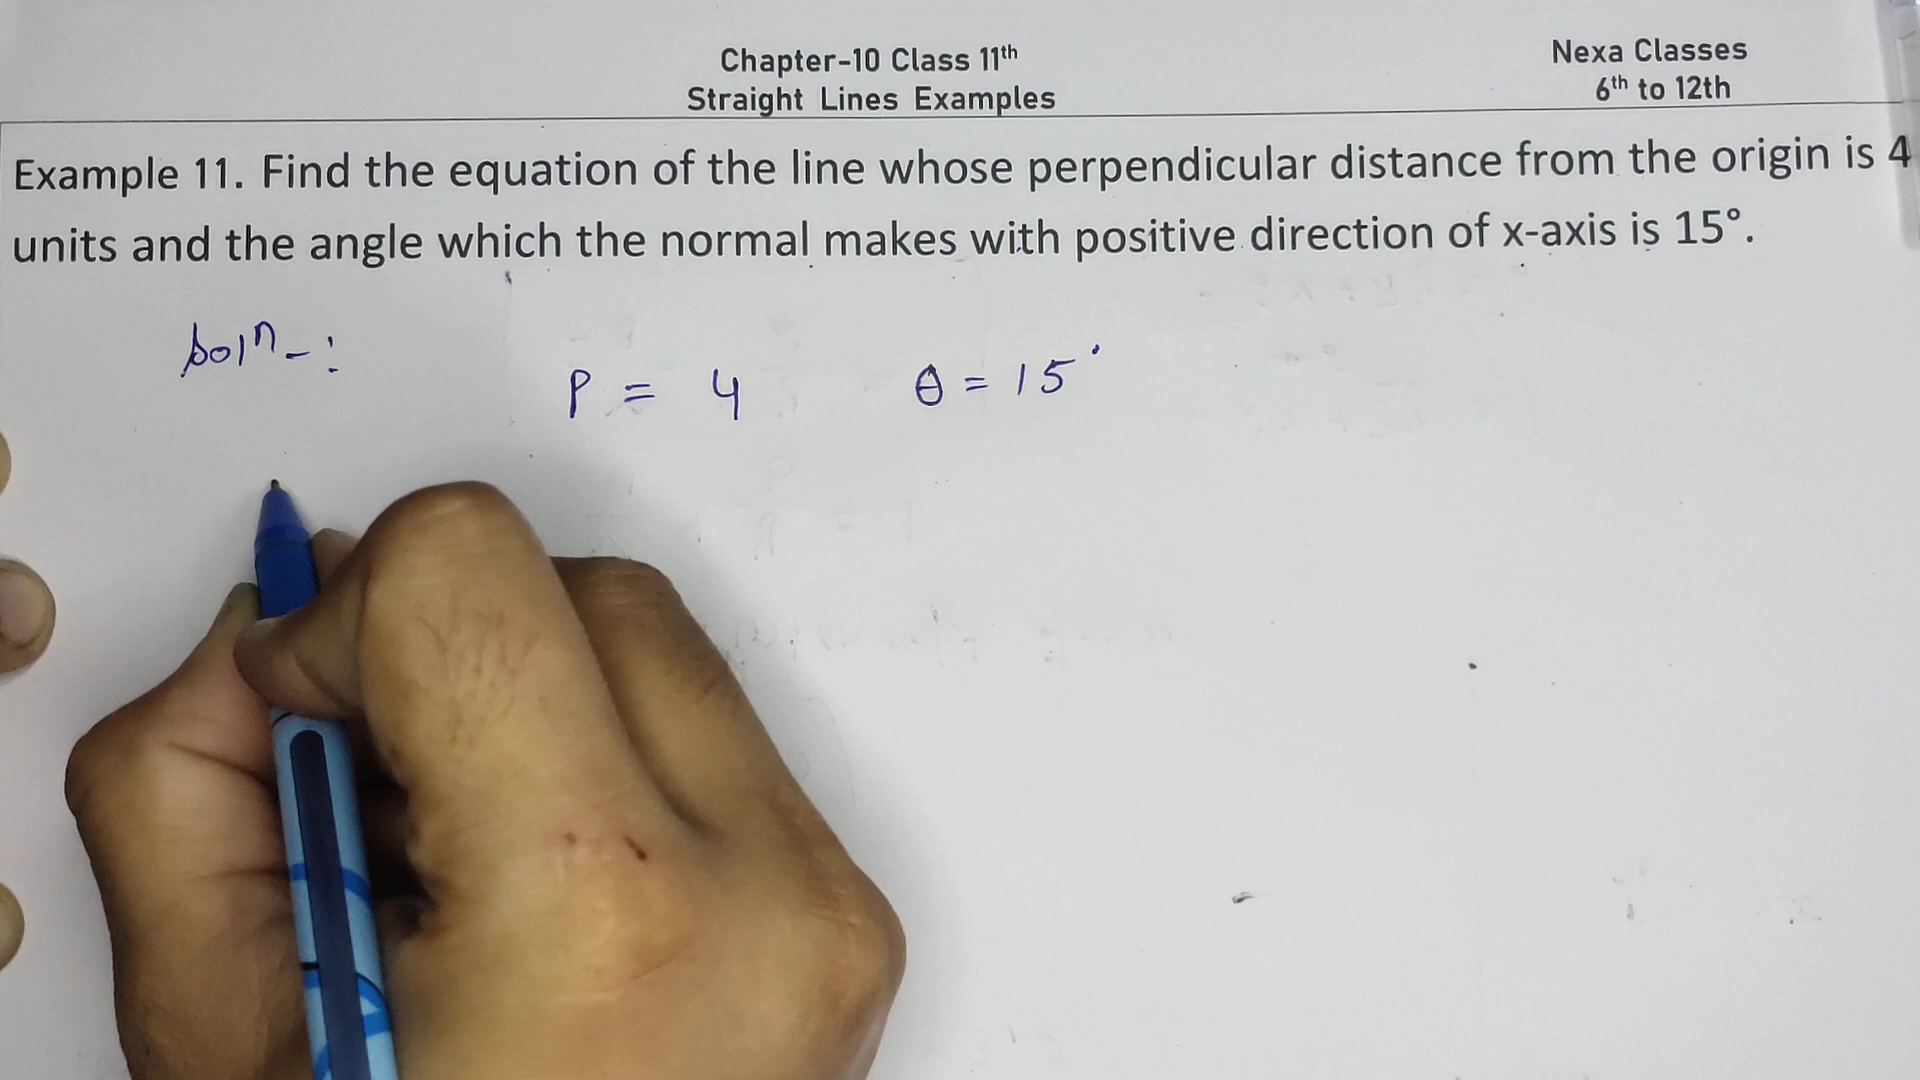 Chapter-10 Class 11th
Straight Lines Examples
Nexa Classes
6th to 12th
Example 11. Find the equation of the line whose perpendicular distance from the origin is 4
units and the angle which the normal makes with positive direction of x-axis is 15°.
soln-:
P = 4 θ = 15°